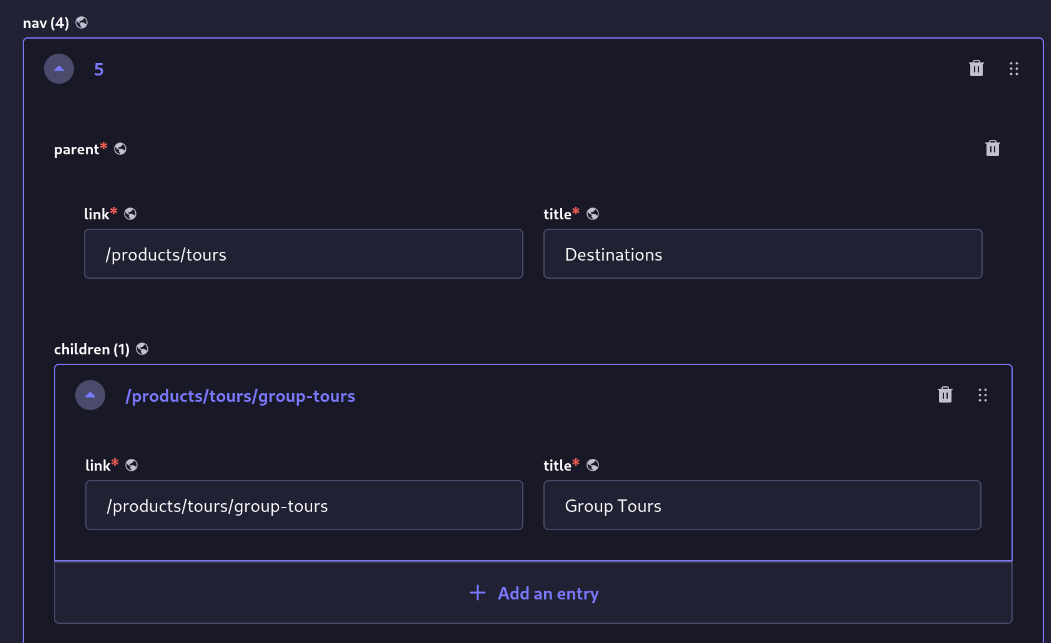 nav (4)
5
parent*
link* title*
/products/tours Destinations
children (1)
/products/tours/group-tours
link* title*
/products/tours/group-tours Group Tours
+ Add an entry